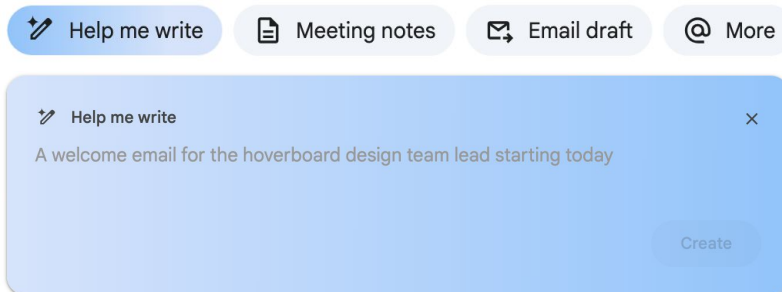 Help me write
Meeting notes
Email draft
More
Help me write
A welcome email for the hoverboard design team lead starting today
Create